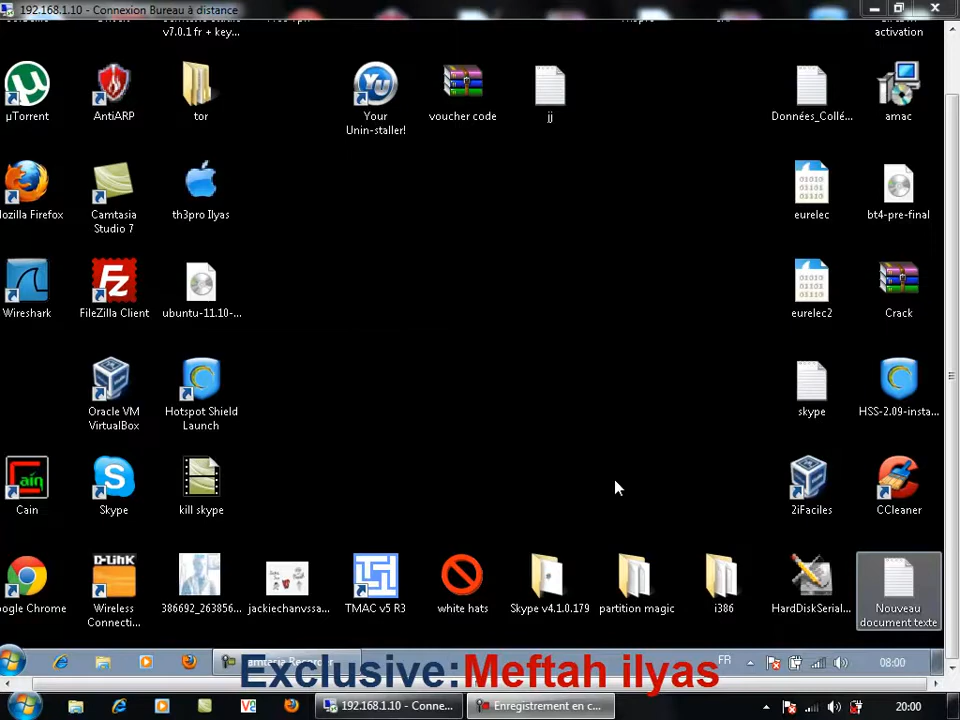 192.168.1.10 - Connexion Bureau à distance
v7.0.1 fr + key...
activation
µTorrent
AntiARP
tor
Your
Unin-staller!
voucher code
jj
Données_Collé...
amac
ozilla Firefox
Camtasia
Studio 7
th3pro Ilyas
eurelec
bt4-pre-final
Wireshark
FileZilla Client
ubuntu-11.10-...
eurelec2
Crack
Oracle VM
VirtualBox
Hotspot Shield
Launch
skype
HSS-2.09-insta...
Cain
Skype
kill skype
2iFaciles
CCleaner
ogle Chrome
D-Link
Wireless
Connecti...
386692_263856...
jackiechanvssa...
TMAC v5 R3
white hats
Skype v4.1.0.179
partition magic
i386
HardDiskSerial...
Nouveau
document texte
FR
08:00
Exclusive:Meftah ilyas
192.168.1.10 - Conne...
Enregistrement en c...
20:00